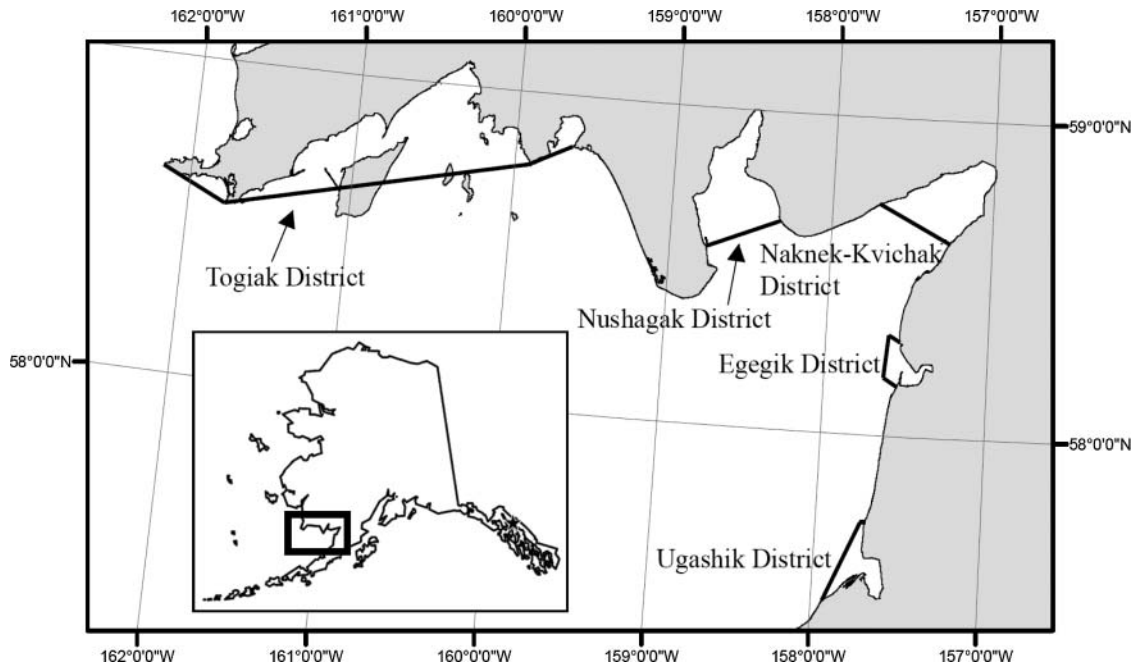 162°0'0"W 161°0'0"W 160°0'0"W 159°0'0"W 158°0'0"W 157°0'0"W
59°0'0"N
Togiak District
Naknek-Kvichak
District
Nushagak District
58°0'0"N
Egegik District
58°0'0"N
Ugashik District
162°0'0"W 161°0'0"W 160°0'0"W 159°0'0"W 158°0'0"W 157°0'0"W